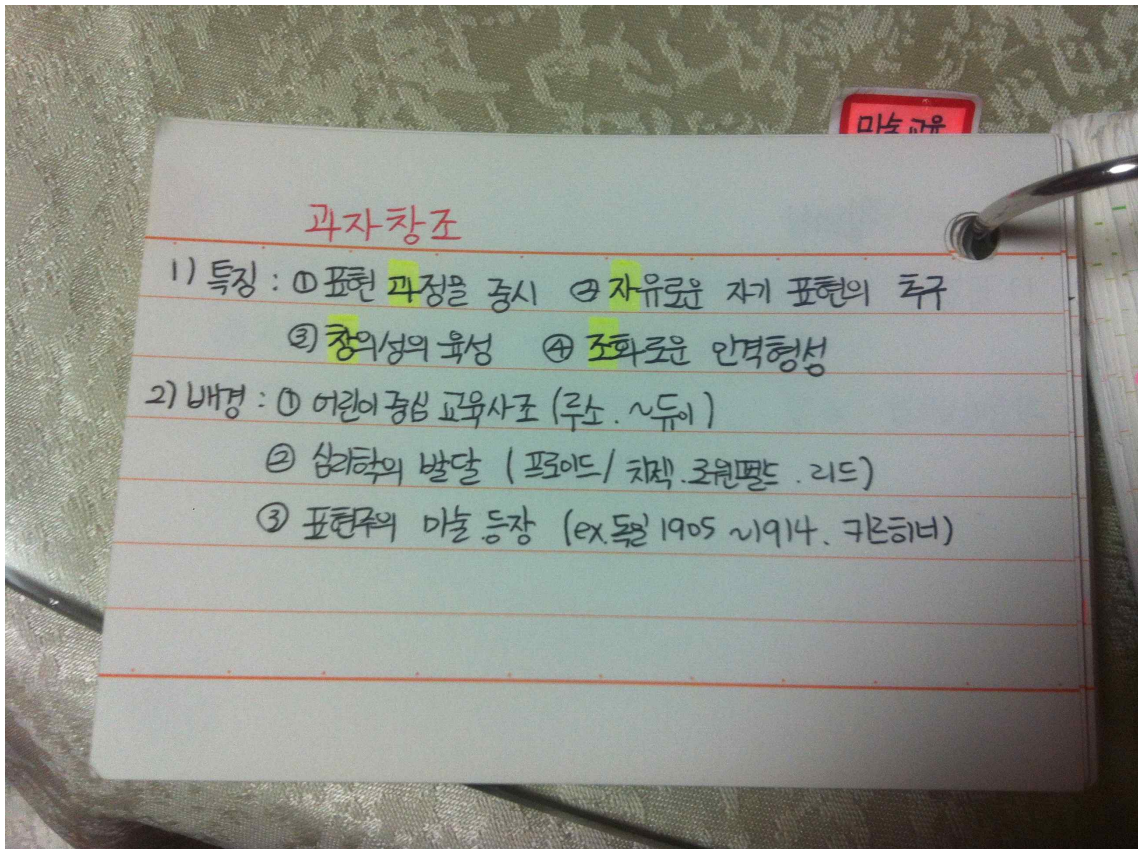 미술교육
과자창조
1) 특징 : ① 표현 과정을 중시 ② 자유로운 자기 표현의 추구
③ 창의성의 육성 ④ 조화로운 인격형성
2) 배경 : ① 어린이 중심 교육사조 (루소. ~듀이)
② 심리학의 발달 (프로이드/ 치젝. 로웬펠드. 리드)
③ 표현주의 미술 등장 (ex. 독일 1905 ~1914. 키르히너)